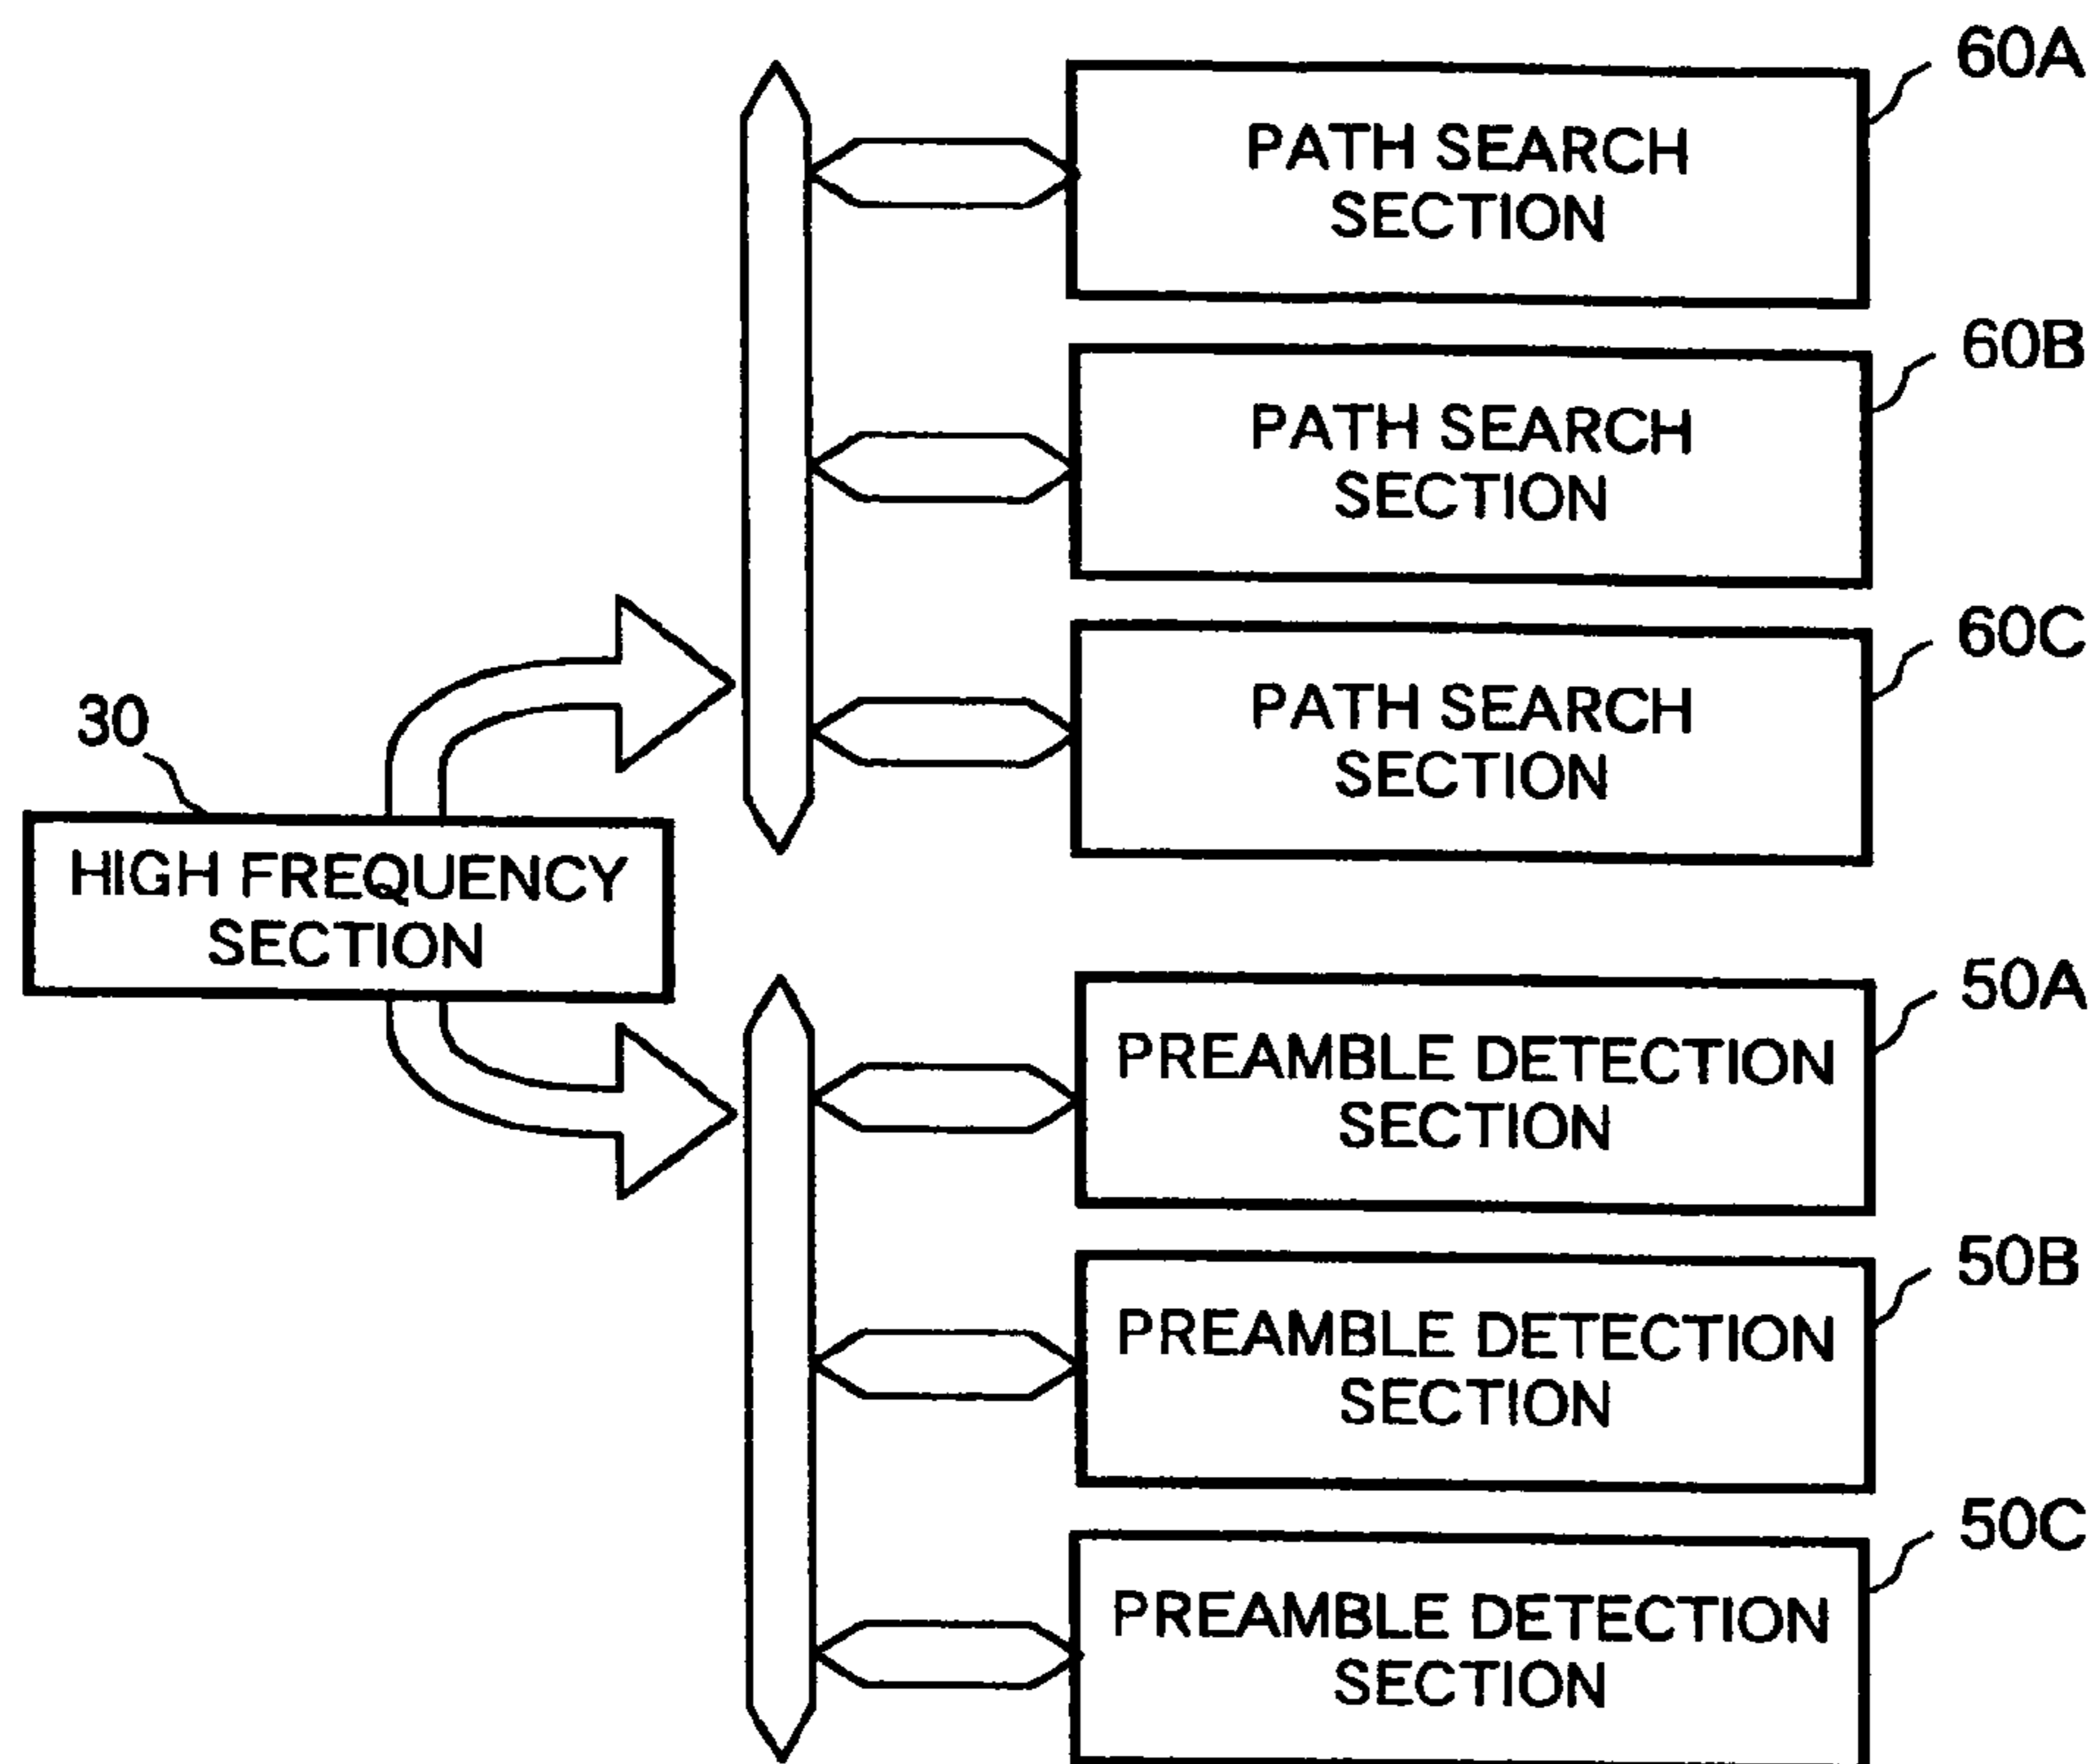 60A
PATH SEARCH
SECTION
60B
PATH SEARCH
SECTION
60C
PATH SEARCH
SECTION
30
HIGH FREQUENCY
SECTION
50A
PREAMBLE DETECTION
SECTION
50B
PREAMBLE DETECTION
SECTION
50C
PREAMBLE DETECTION
SECTION